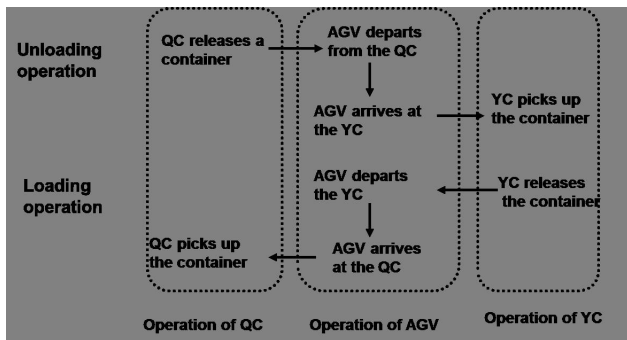 Unloading
operation
QC releases a
container
AGV departs
from the QC
AGV arrives at
the YC
YC picks up
the container
Loading
operation
AGV departs
the YC
YC releases
the container
QC picks up
the container
AGV arrives
at the QC
Operation of QC
Operation of AGV
Operation of YC